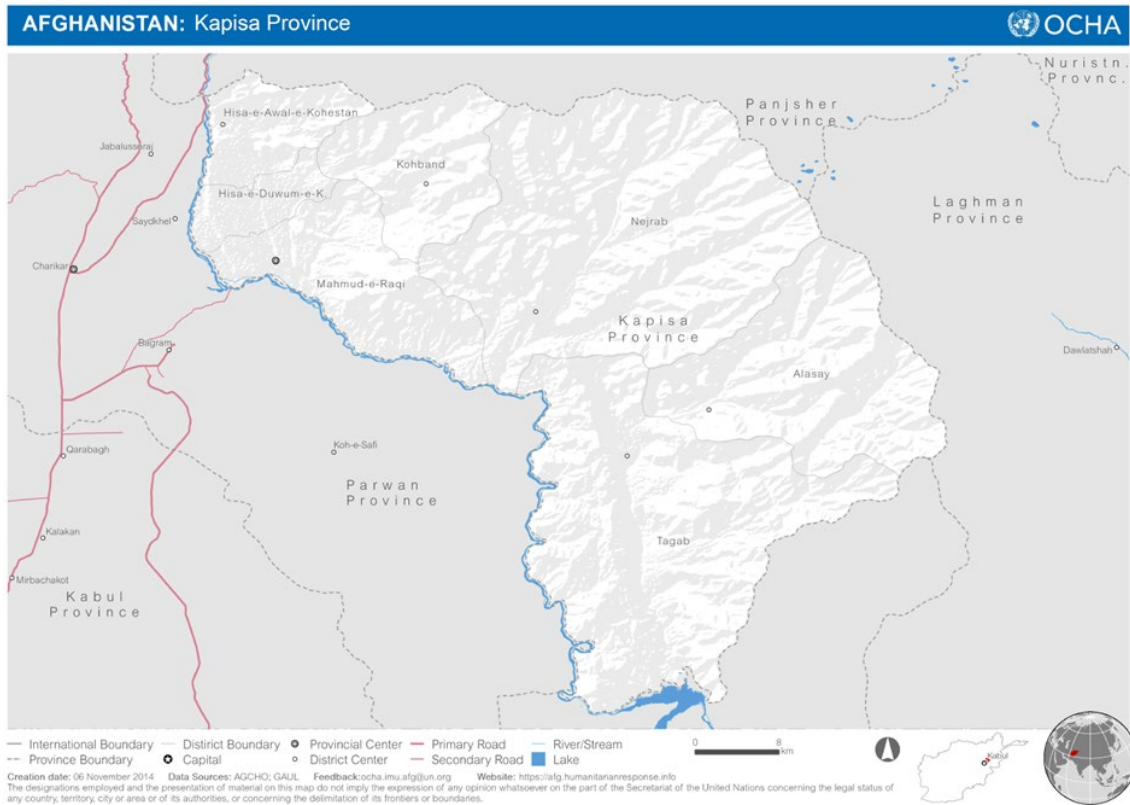 AFGHANISTAN: Kapisa Province
OCHA
Nuristn.
Provnc.
Panjsher
Province
Hisa-e-Awal-e-Kohestan
Jabalussaraj
Kohband
Hisa-e-Duwum-e-K.
Laghman
Province
Saydkhel
Nejrab
Charikar
Mahmud-e-Raqi
Kapisa
Province
Bagram
Dawlatshah
Alasay
Koh-e-Safi
Qarabagh
Parwan
Province
Kalakan
Tagab
Mirbachakot
Kabul
Province
International Boundary
District Boundary
Provincial Center
Primary Road
River/Stream
0 8
km
Province Boundary
Capital
District Center
Secondary Road
Lake
Kabul
Creation date: 06 November 2014 Data Sources: AGCHO; GAUL Feedback:ocha.imu.afg@un.org Website: https://afg.humanitarianresponse.info
The designations employed and the presentation of material on this map do not imply the expression of any opinion whatsoever on the part of the Secretariat of the United Nations concerning the legal status of
any country, territory, city or area or of its authorities, or concerning the delimitation of its frontiers or boundaries.